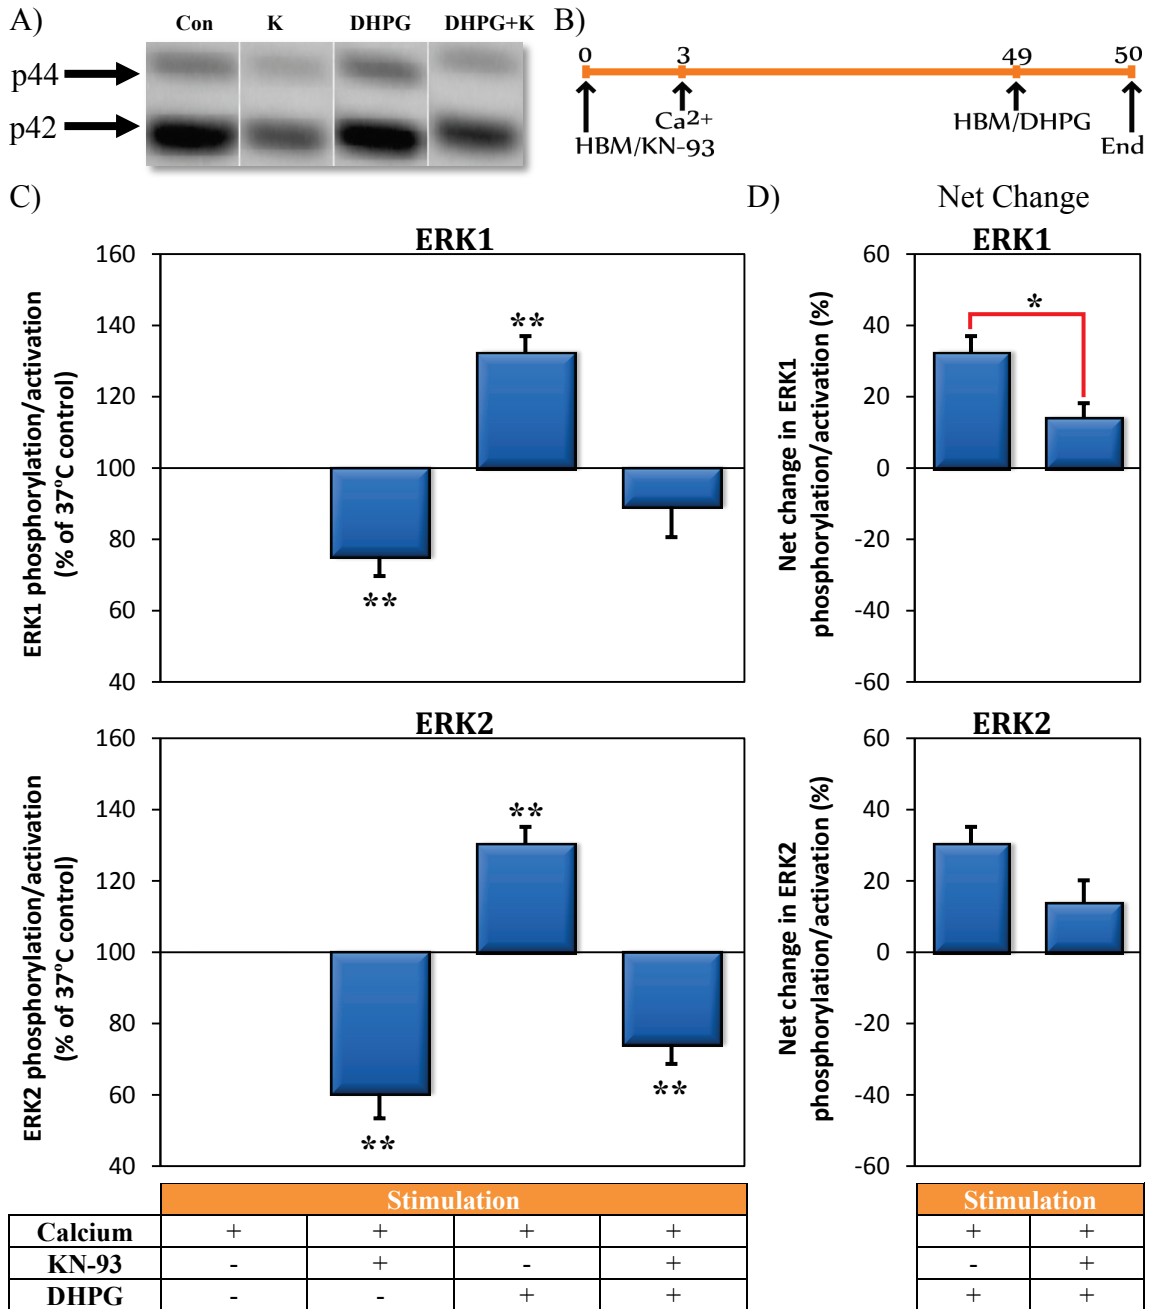 A)
Con K DHPG DHPG+K
p44
p42
B)
0 3 49 50
Ca2+
HBM/KN-93
HBM/DHPG
End
C)
ERK1
ERK1 phosphorylation/activation
(% of 37°C control)
160
140
120
100
80
60
40
**
**
D)
Net Change
ERK1
Net change in ERK1
phosphorylation/activation (%)
60
40
20
0
-20
-40
-60
*
ERK2
ERK2 phosphorylation/activation
(% of 37°C control)
160
140
120
100
80
60
40
**
**
**
ERK2
Net change in ERK2
phosphorylation/activation (%)
60
40
20
0
-20
-40
-60
Stimulation
Calcium + + + +
KN-93 - + - +
DHPG - - + +
Stimulation
+ +
- +
+ +